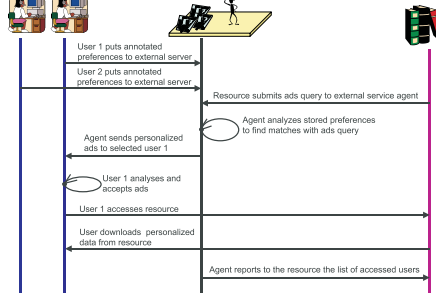 User 1 puts annotated
preferences to external server
User 2 puts annotated
preferences to external server
Resource submits ads query to external service agent
Agent analyzes stored preferences
to find matches with ads query
Agent sends personalized
ads to selected user 1
User 1 analyses and
accepts ads
User 1 accesses resource
User downloads personalized
data from resource
Agent reports to the resource the list of accessed users